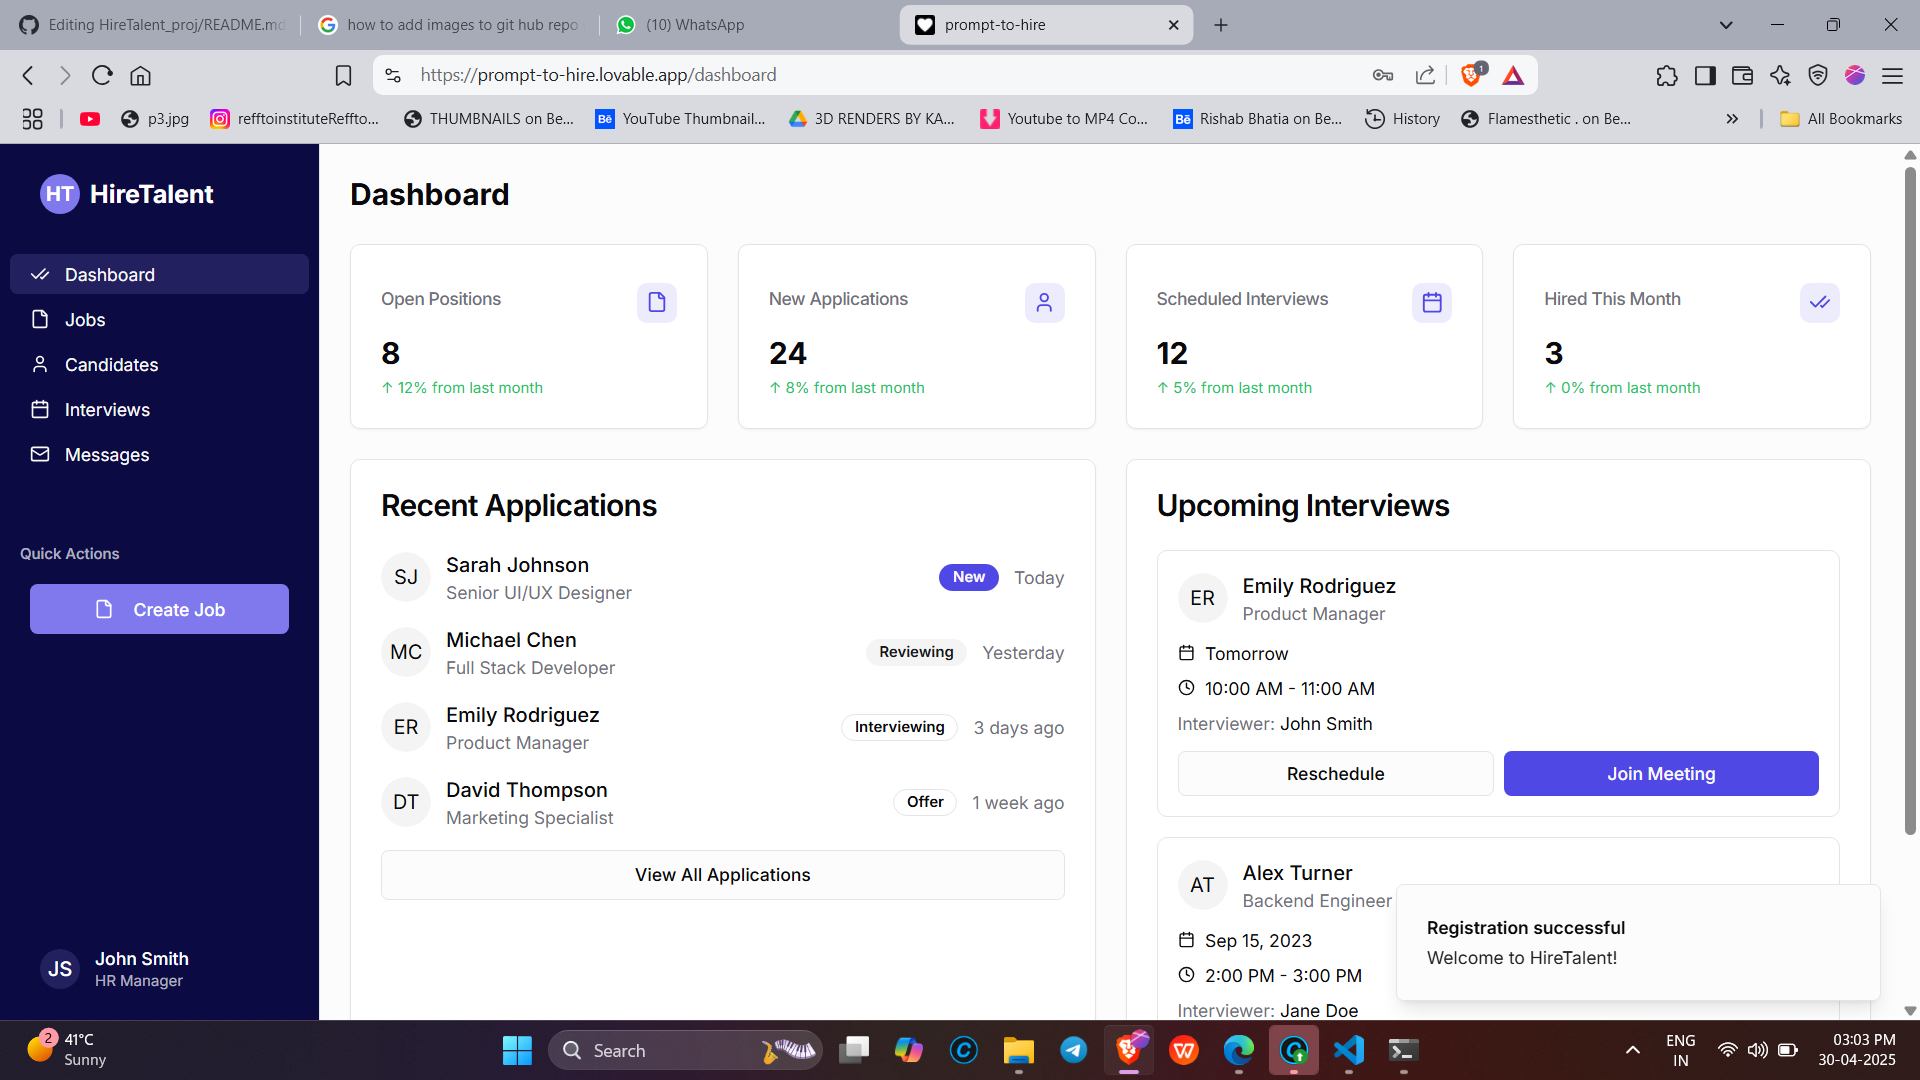 Editing HireTalent_proj/README.md
how to add images to git hub repo
(10) WhatsApp
prompt-to-hire
https://prompt-to-hire.lovable.app/dashboard
1
p3.jpg
refftoinstituteReffto...
THUMBNAILS on Be...
Bē
YouTube Thumbnail...
3D RENDERS BY KA...
Youtube to MP4 Co...
Bē
Rishab Bhatia on Be...
History
Flamesthetic . on Be...
All Bookmarks
HT
HireTalent
Dashboard
Jobs
Candidates
Interviews
Messages
Quick Actions
Create Job
JS
John Smith
HR Manager
Dashboard
Open Positions
8
↑ 12% from last month
New Applications
24
↑ 8% from last month
Scheduled Interviews
12
↑ 5% from last month
Hired This Month
3
↑ 0% from last month
Recent Applications
SJ
Sarah Johnson
Senior UI/UX Designer
New
Today
MC
Michael Chen
Full Stack Developer
Reviewing
Yesterday
ER
Emily Rodriguez
Product Manager
Interviewing
3 days ago
DT
David Thompson
Marketing Specialist
Offer
1 week ago
View All Applications
Upcoming Interviews
ER
Emily Rodriguez
Product Manager
Tomorrow
10:00 AM - 11:00 AM
Interviewer: John Smith
Reschedule
Join Meeting
AT
Alex Turner
Backend Engineer
Sep 15, 2023
2:00 PM - 3:00 PM
Interviewer: Jane Doe
Registration successful
Welcome to HireTalent!
2
41°C
Sunny
Search
ENG
IN
03:03 PM
30-04-2025